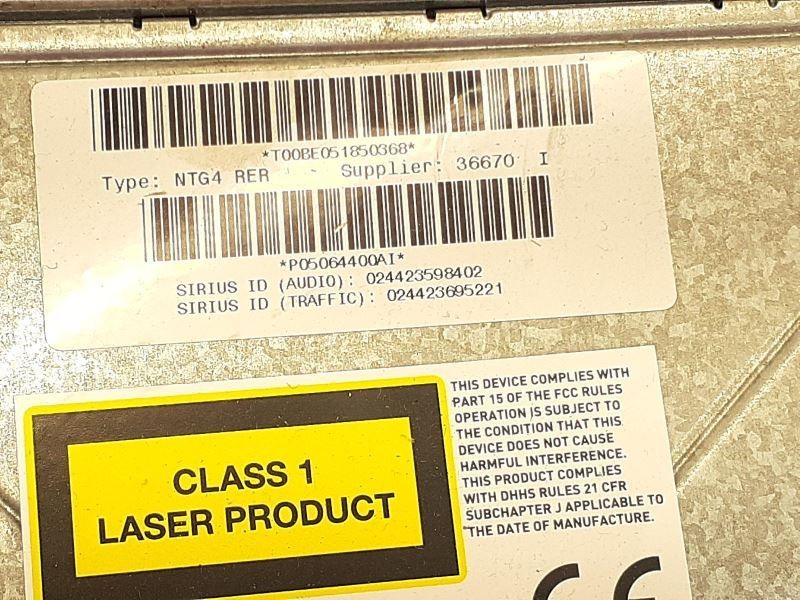 *T00BE051850368*
Type: NTG4 RER - Supplier: 36670 I
*P05064400AI*
SIRIUS ID (AUDIO): 024423598402
SIRIUS ID (TRAFFIC): 024423695221
THIS DEVICE COMPLIES WITH
PART 15 OF THE FCC RULES
OPERATION IS SUBJECT TO
THE CONDITION THAT THIS
DEVICE DOES NOT CAUSE
HARMFUL INTERFERENCE.
THIS PRODUCT COMPLIES
WITH DHHS RULES 21 CFR
SUBCHAPTER J APPLICABLE TO
THE DATE OF MANUFACTURE.
CLASS 1
LASER PRODUCT
CE